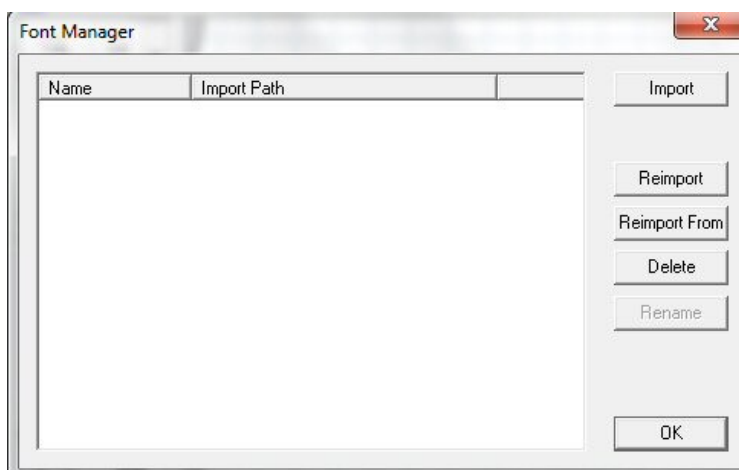 Font Manager
Name Import Path
Import
Reimport
Reimport From
Delete
Rename
OK